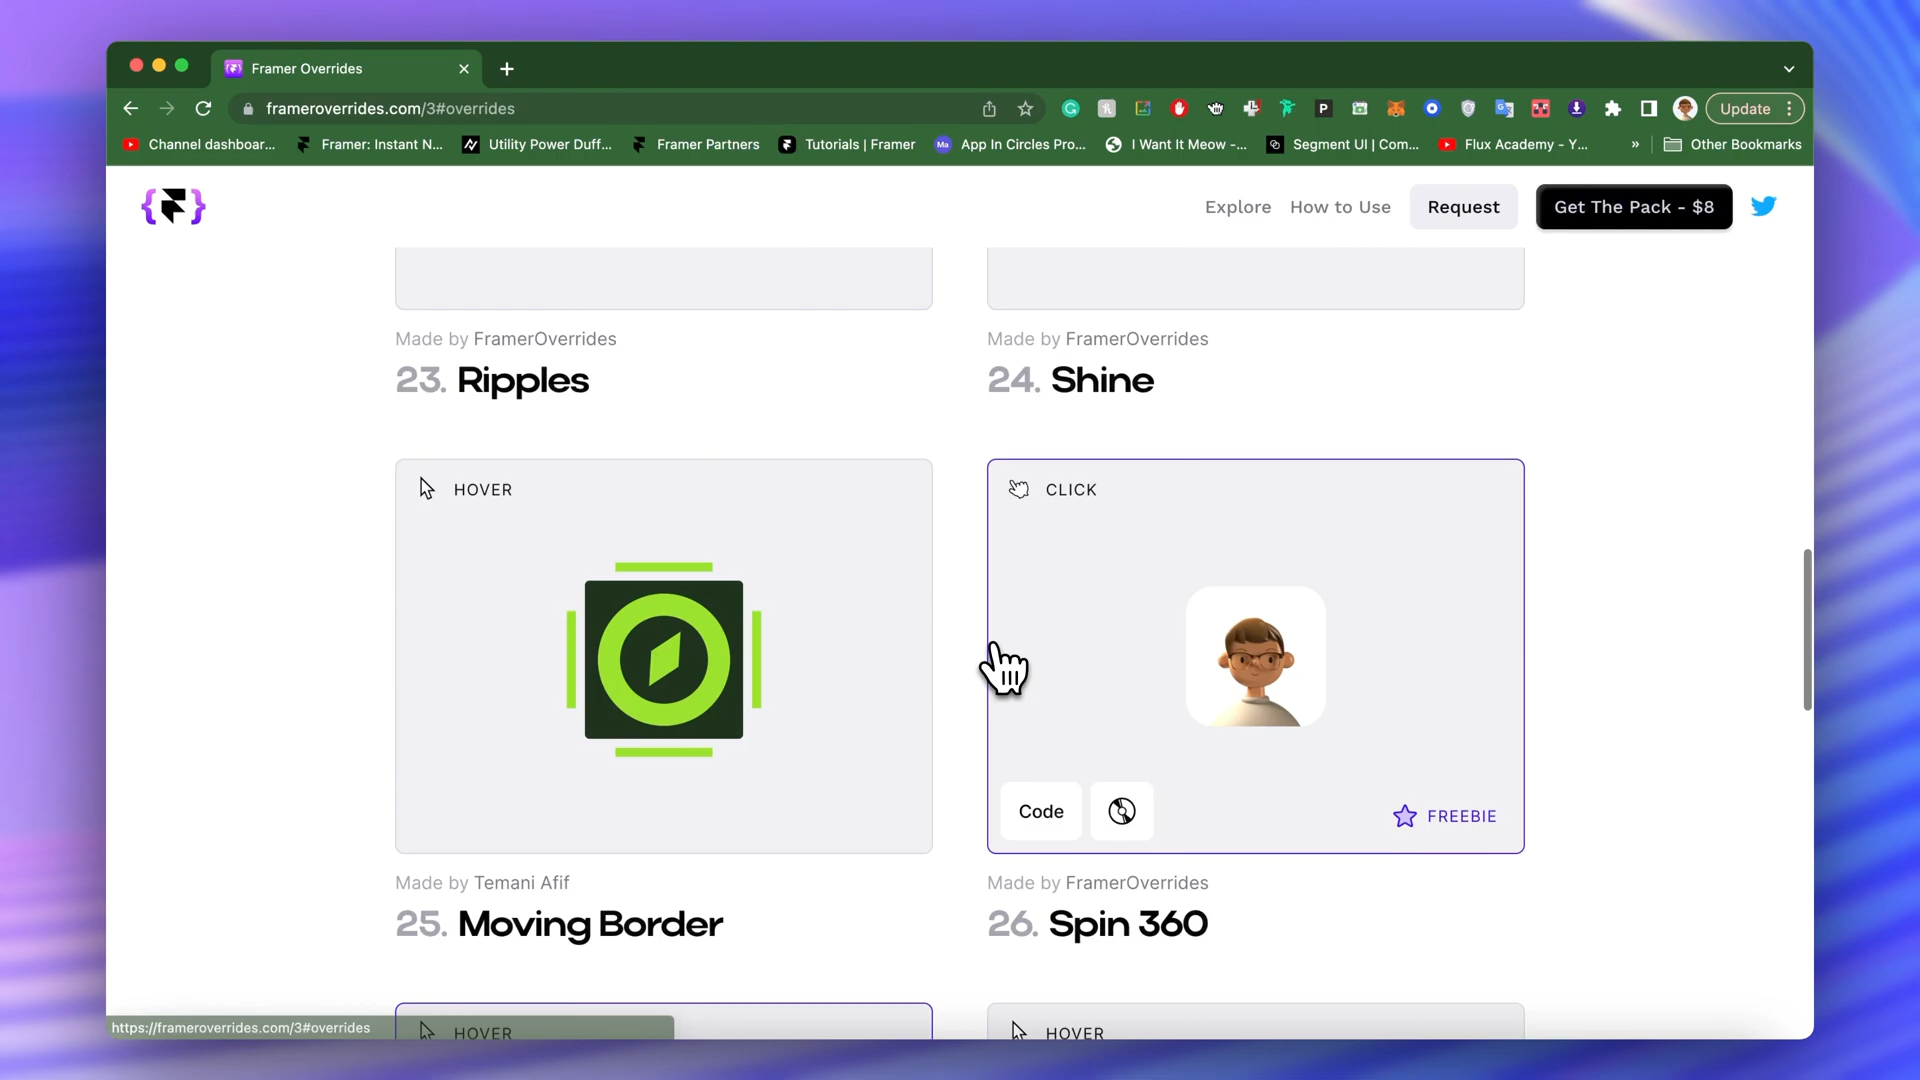 Framer Overrides
frameroverrides.com/3#overrides
Update
Channel dashboar...
Framer: Instant N...
Utility Power Duff...
Framer Partners
Tutorials | Framer
Ma
App In Circles Pro...
I Want It Meow -...
Segment UI | Com...
Flux Academy - Y...
»
Other Bookmarks
Explore
How to Use
Request
Get The Pack - $8
Made by FramerOverrides
23. Ripples
Made by FramerOverrides
24. Shine
HOVER
CLICK
Code
FREEBIE
Made by Temani Afif
25. Moving Border
Made by FramerOverrides
26. Spin 360
HOVER
HOVER
https://frameroverrides.com/3#overrides